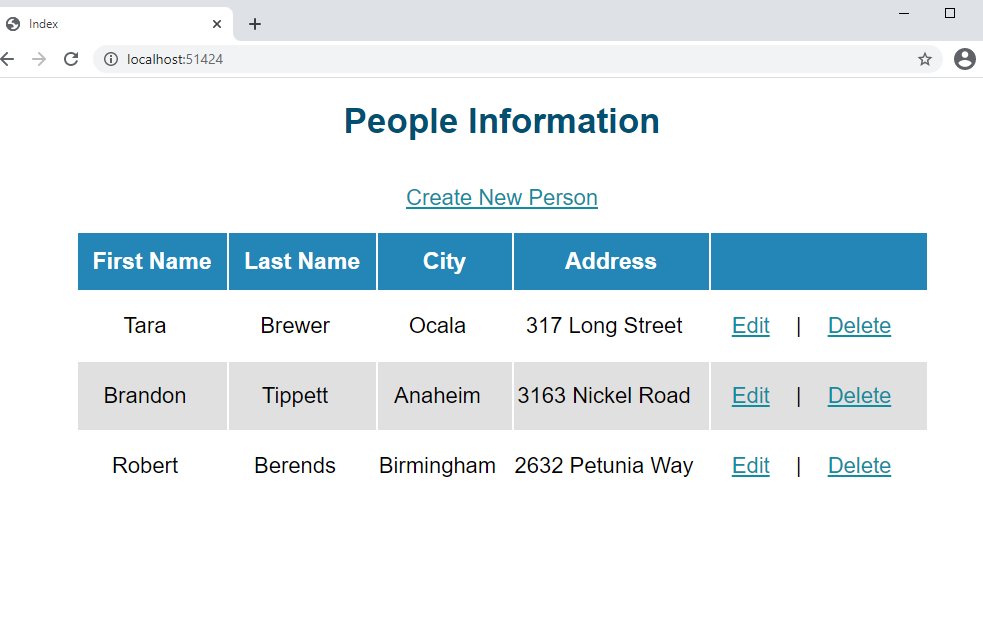 Index
localhost:51424
People Information
Create New Person
First Name Last Name City Address
Tara Brewer Ocala 317 Long Street Edit | Delete
Brandon Tippett Anaheim 3163 Nickel Road Edit | Delete
Robert Berends Birmingham 2632 Petunia Way Edit | Delete